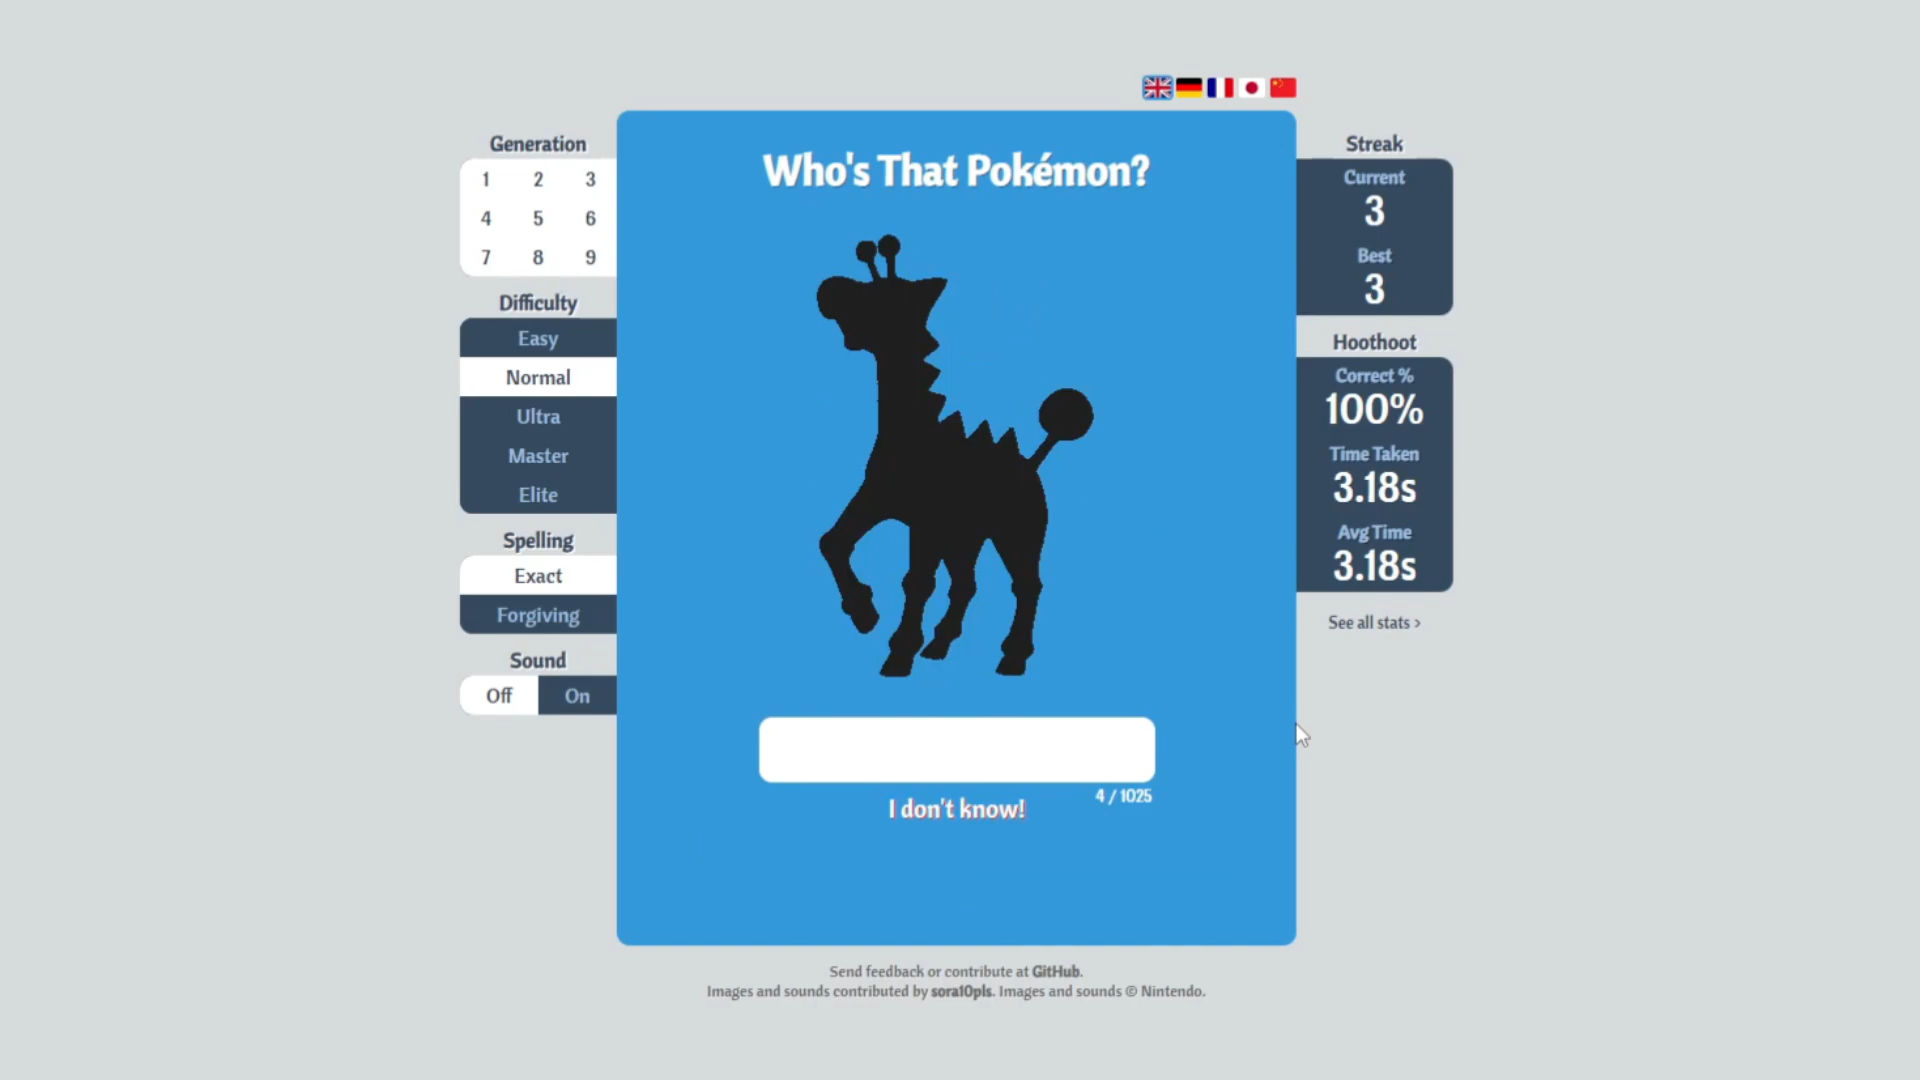 Generation
1 2 3
4 5 6
7 8 9
Difficulty
Easy
Normal
Ultra
Master
Elite
Spelling
Exact
Forgiving
Sound
Off On
Who's That Pokémon?
4 / 1025
I don't know!
Streak
Current
3
Best
3
Hoothoot
Correct %
100%
Time Taken
3.18s
Avg Time
3.18s
See all stats >
Send feedback or contribute at GitHub.
Images and sounds contributed by sora10pls. Images and sounds © Nintendo.